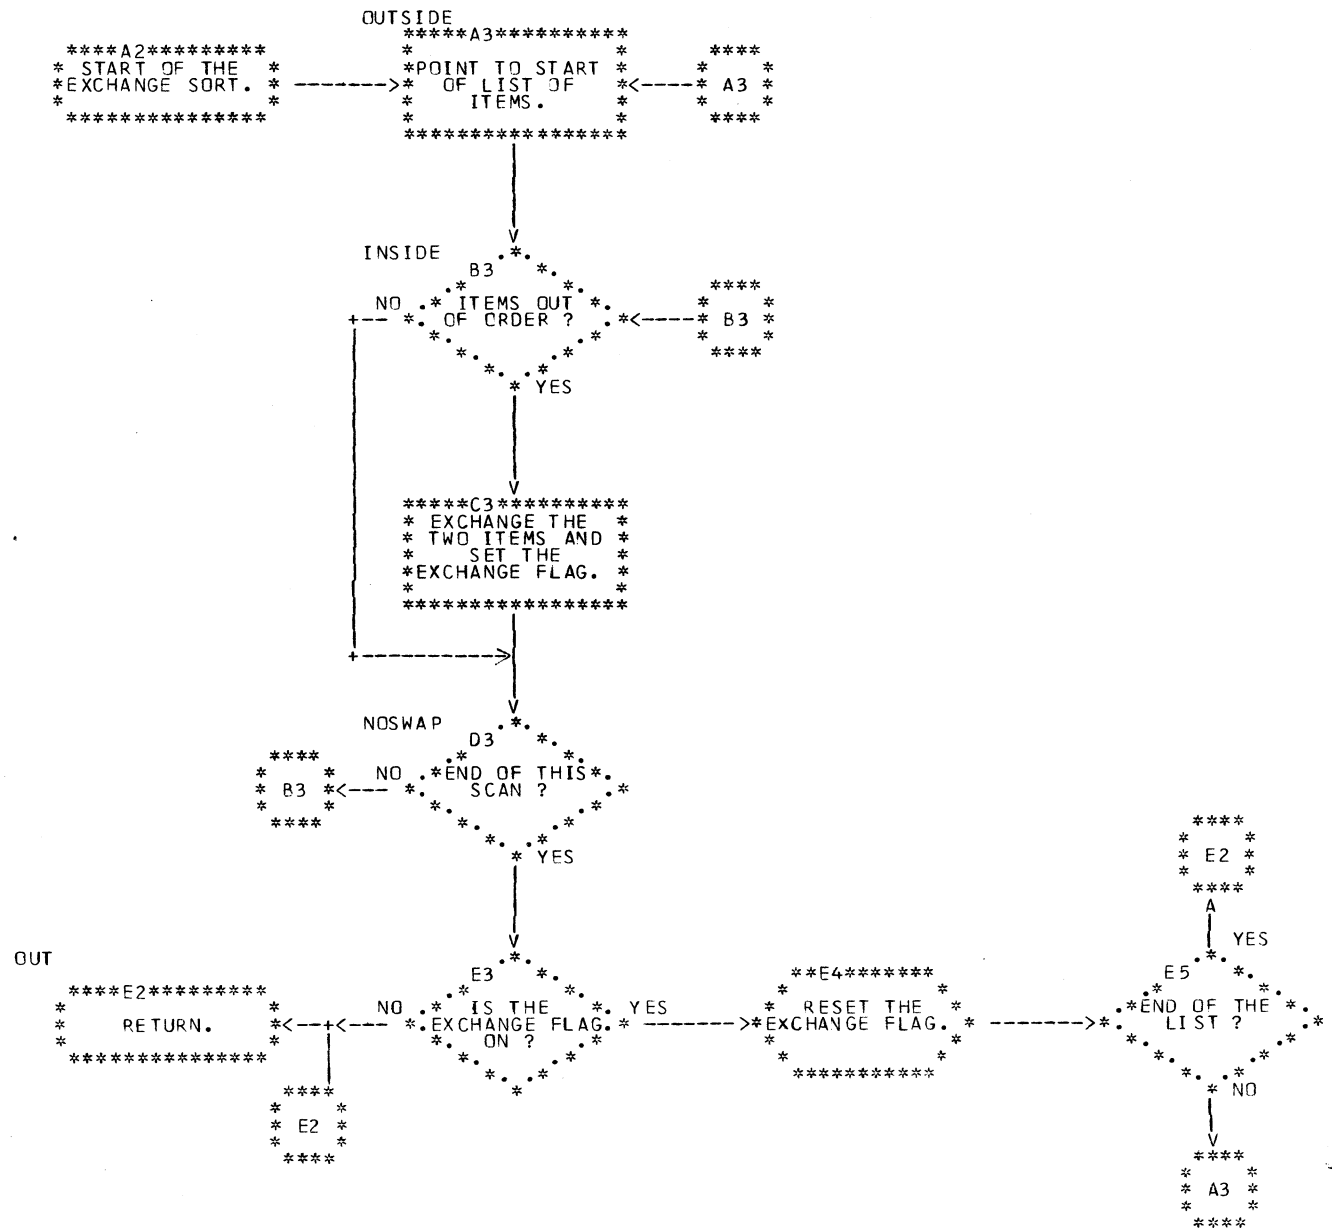 OUTSIDE
A2
START OF THE
EXCHANGE SORT.
A3
POINT TO START
OF LIST OF
ITEMS.
A3
INSIDE
B3
NO
ITEMS OUT
OF ORDER ?
B3
YES
C3
EXCHANGE THE
TWO ITEMS AND
SET THE
EXCHANGE FLAG.
NOSWAP
D3
B3
NO
END OF THIS
SCAN ?
YES
E2
YES
OUT
E2
RETURN.
E3
NO
IS THE
EXCHANGE FLAG
ON ?
YES
E4
RESET THE
EXCHANGE FLAG.
E5
END OF THE
LIST ?
NO
E2
A3